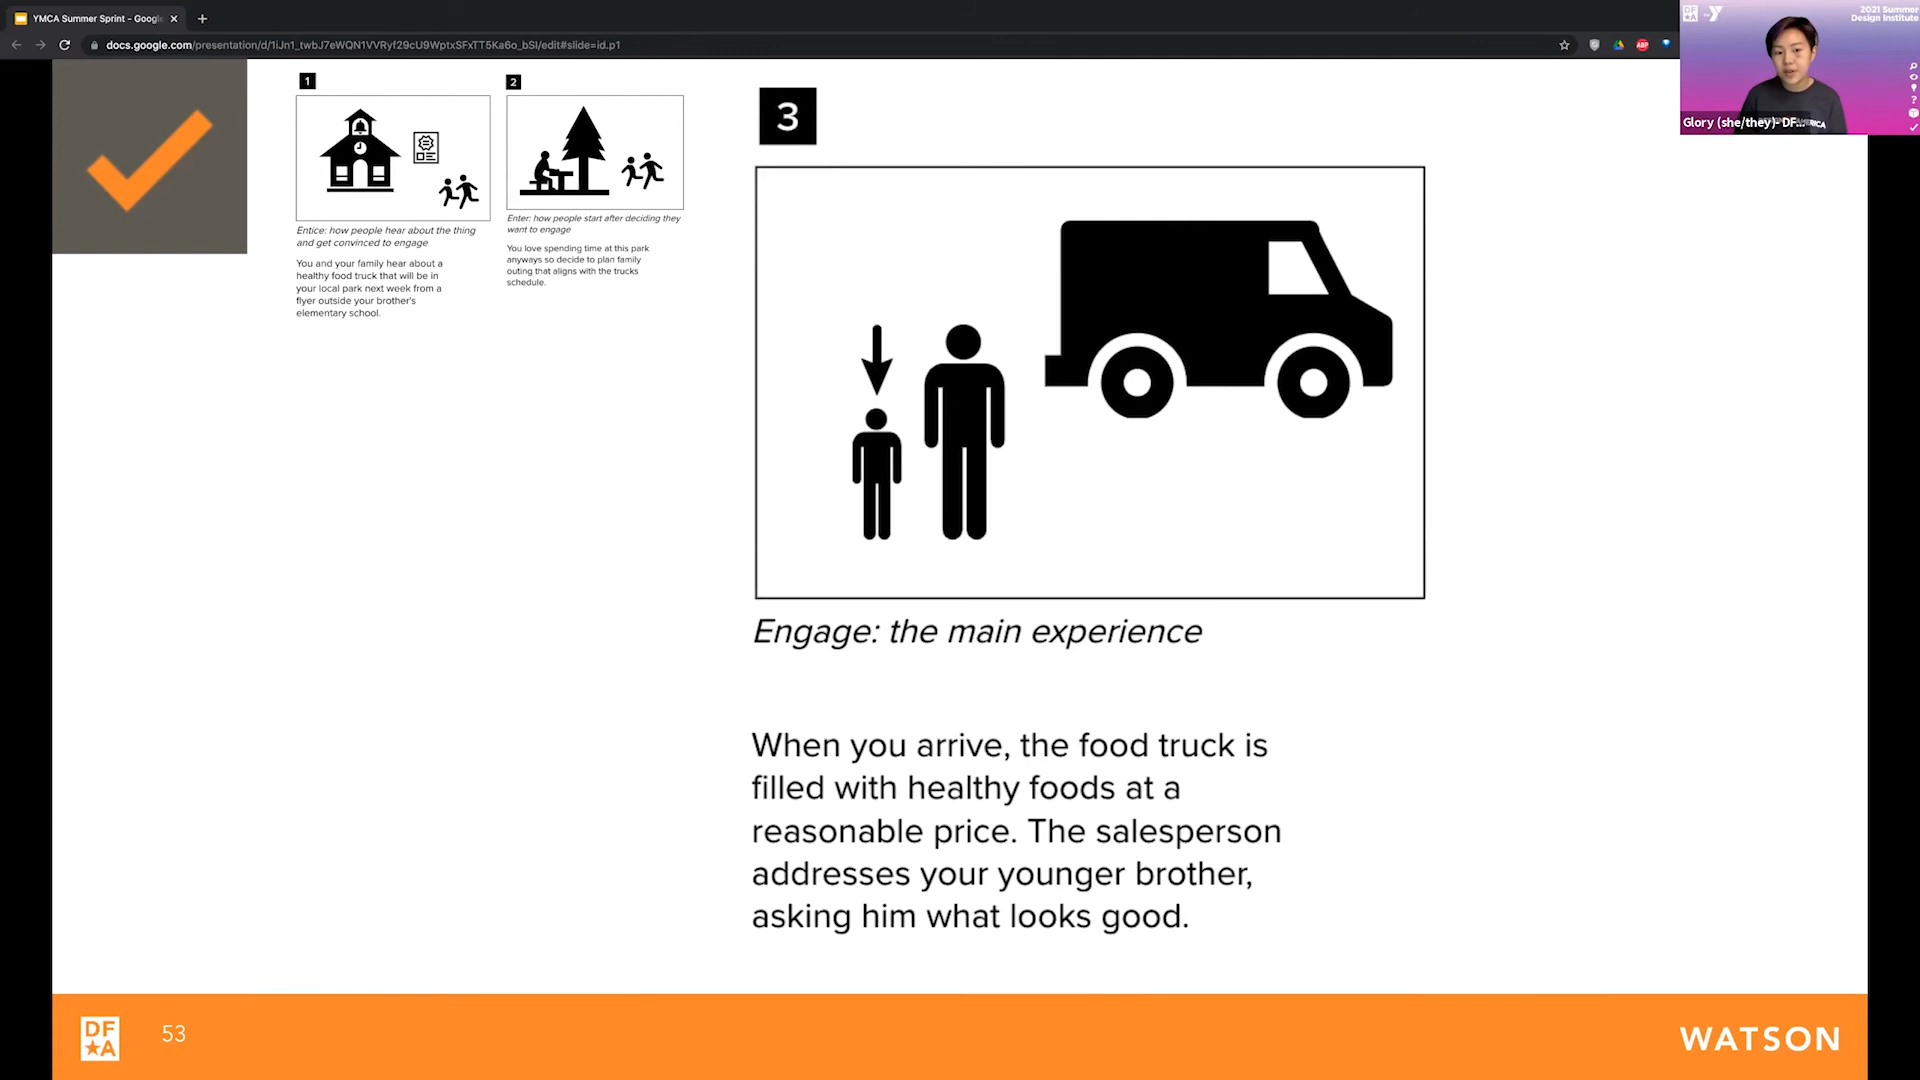 YMCA Summer Sprint - Googl
docs.google.com/presentation/d/1iJn1_twbJ7eWQN1VVRyf29cU9WptxSFxTT5Ka6o_bSI/edit#slide=id.p1
ABP
DF
A
Y
2021 Summer
Design Institute
AMERICA
Glory (she/they)- DF...
1
Entice: how people hear about the thing
and get convinced to engage
You and your family hear about a
healthy food truck that will be in
your local park next week from a
flyer outside your brother's
elementary school.
2
Enter: how people start after deciding they
want to engage
You love spending time at this park
anyways so decide to plan family
outing that aligns with the trucks
schedule.
3
Engage: the main experience
When you arrive, the food truck is
filled with healthy foods at a
reasonable price. The salesperson
addresses your younger brother,
asking him what looks good.
DF
★A
53
WATSON